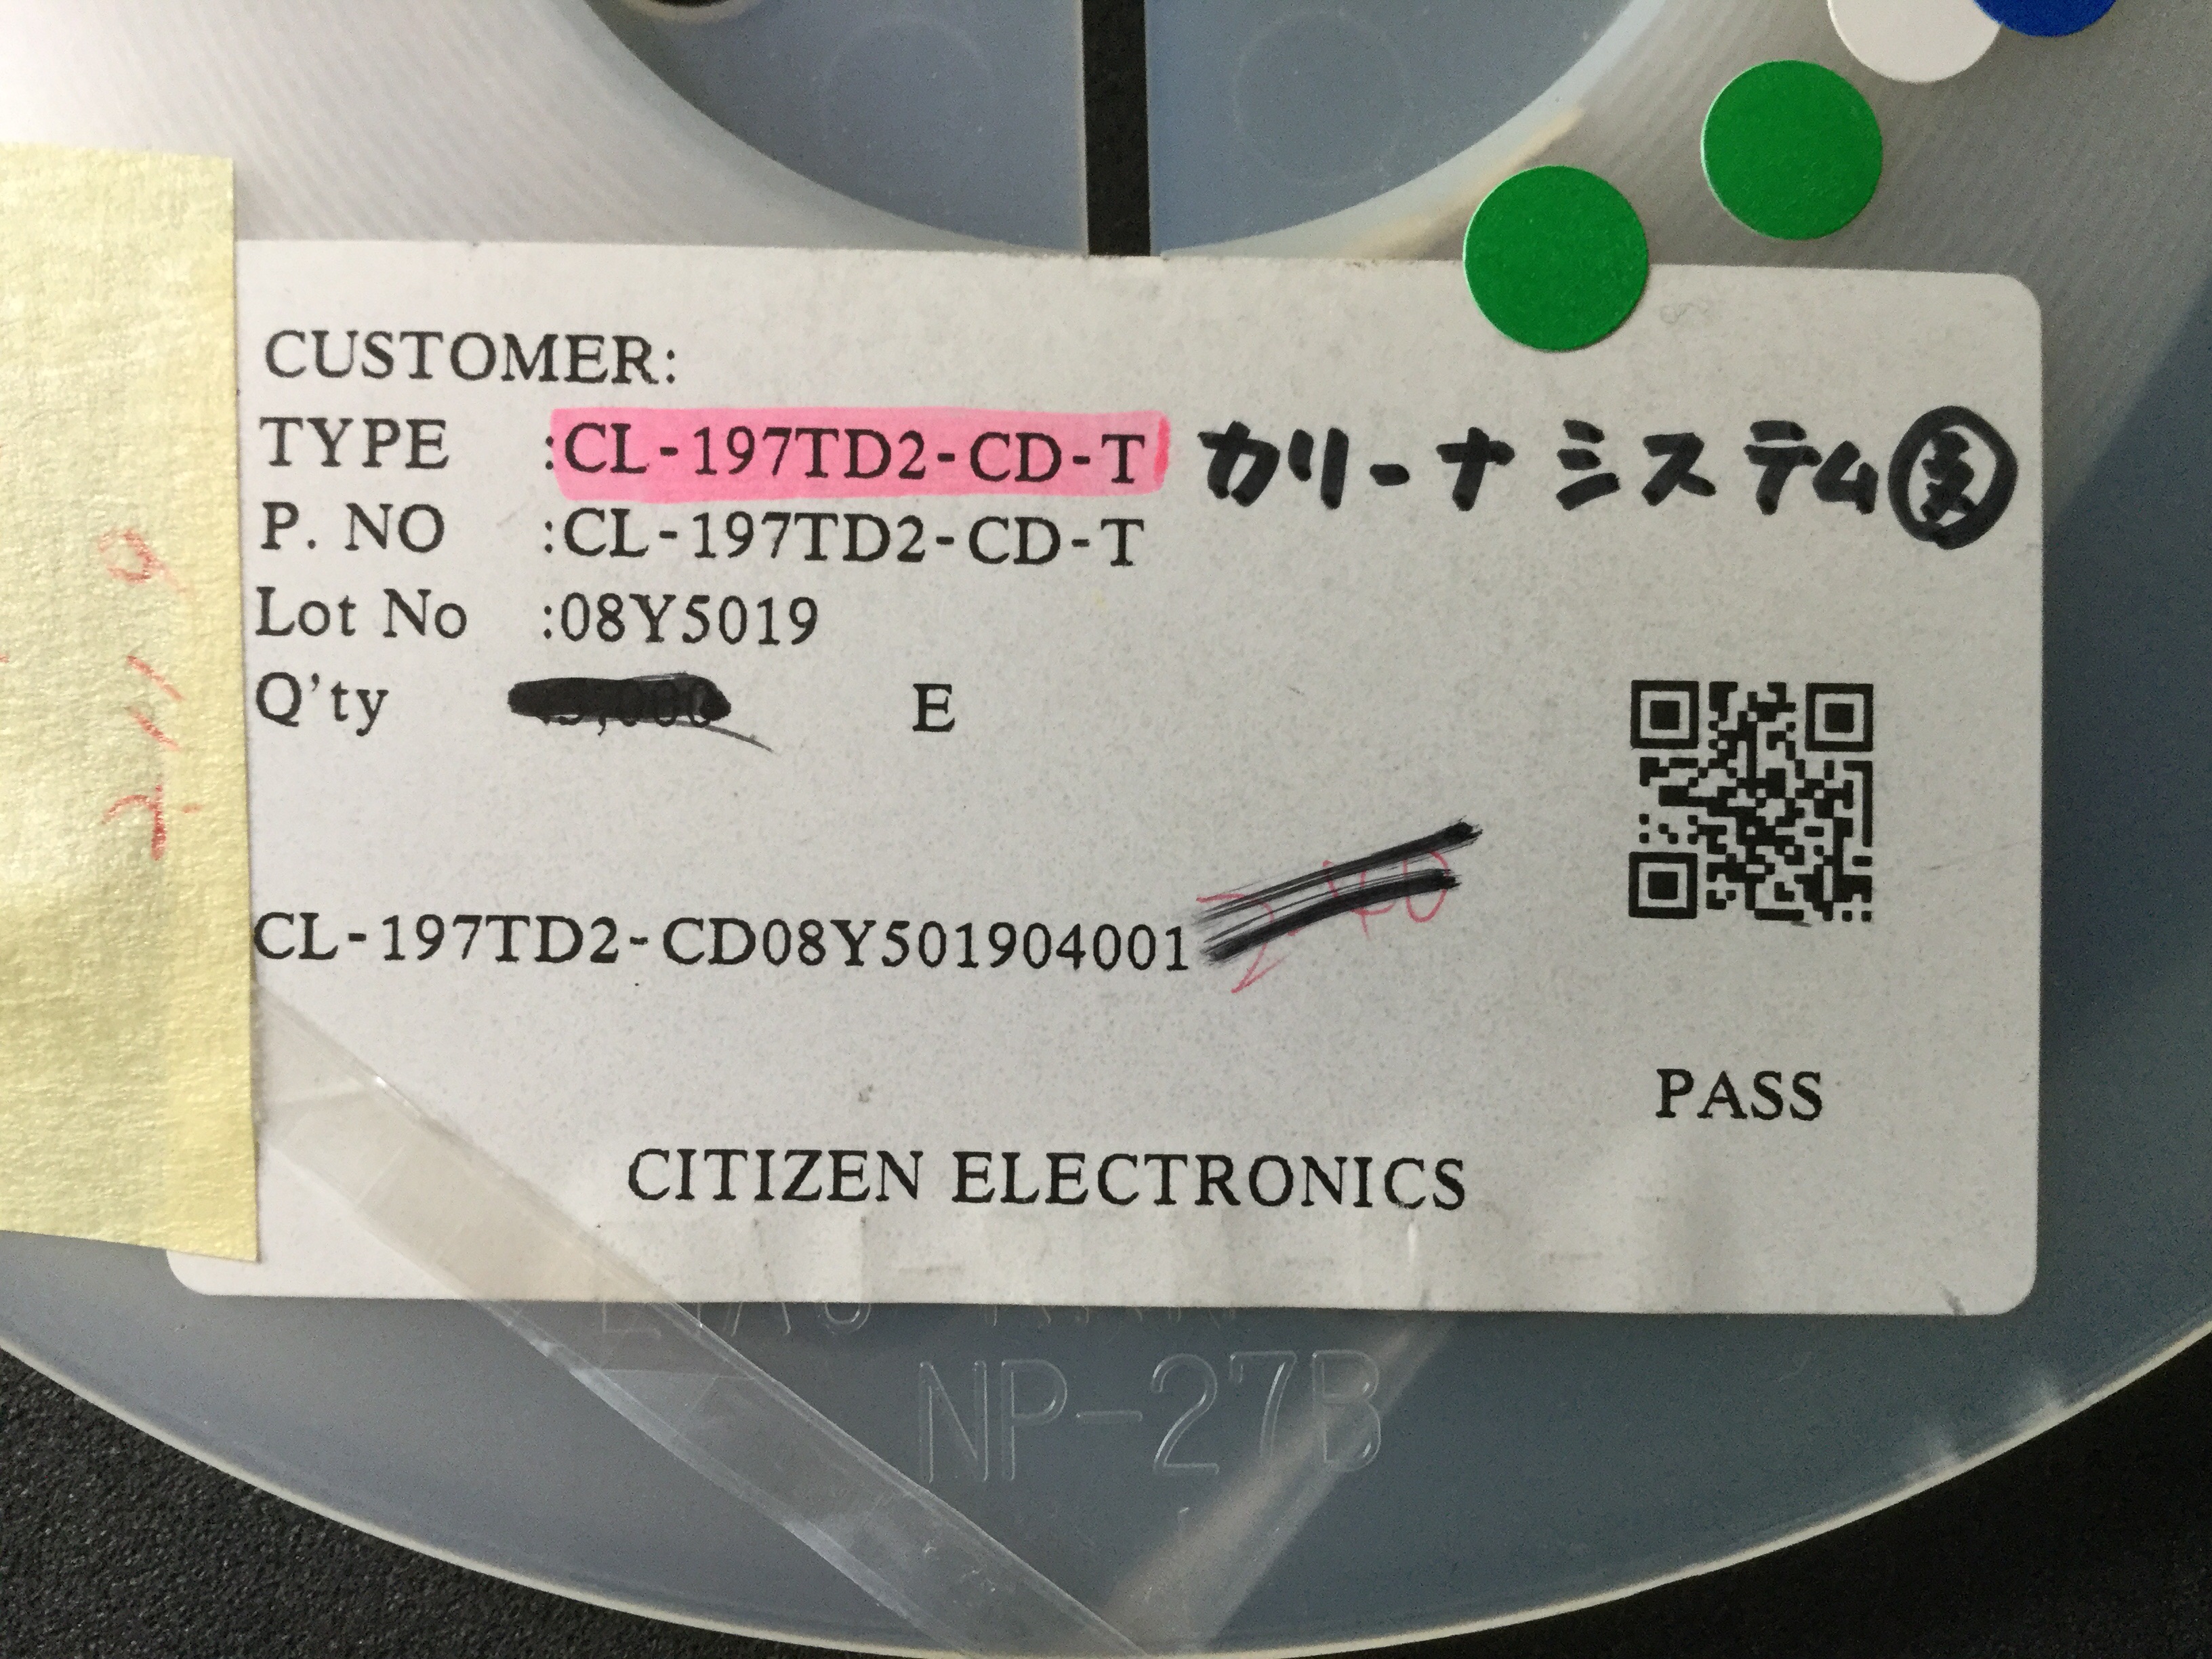 CUSTOMER:
TYPE :CL-197TD2-CD-T カリーナシステム
P. NO :CL-197TD2-CD-T
Lot No :08Y5019
Q'ty E
CL-197TD2-CD08Y501904001
PASS
CITIZEN ELECTRONICS
NP-27B